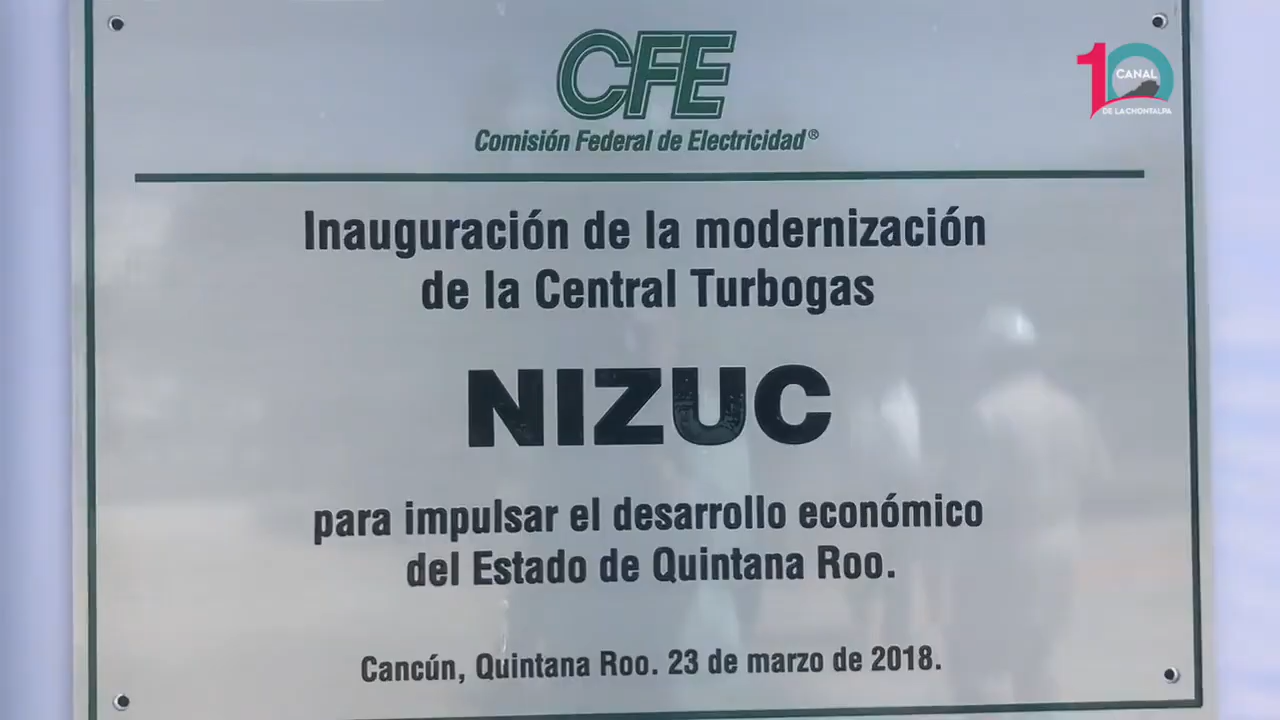 CFE
Comisión Federal de Electricidad®
10
CANAL
DE LA CHONTALPA
Inauguración de la modernización
de la Central Turbogas
NIZUC
para impulsar el desarrollo económico
del Estado de Quintana Roo.
Cancún, Quintana Roo. 23 de marzo de 2018.